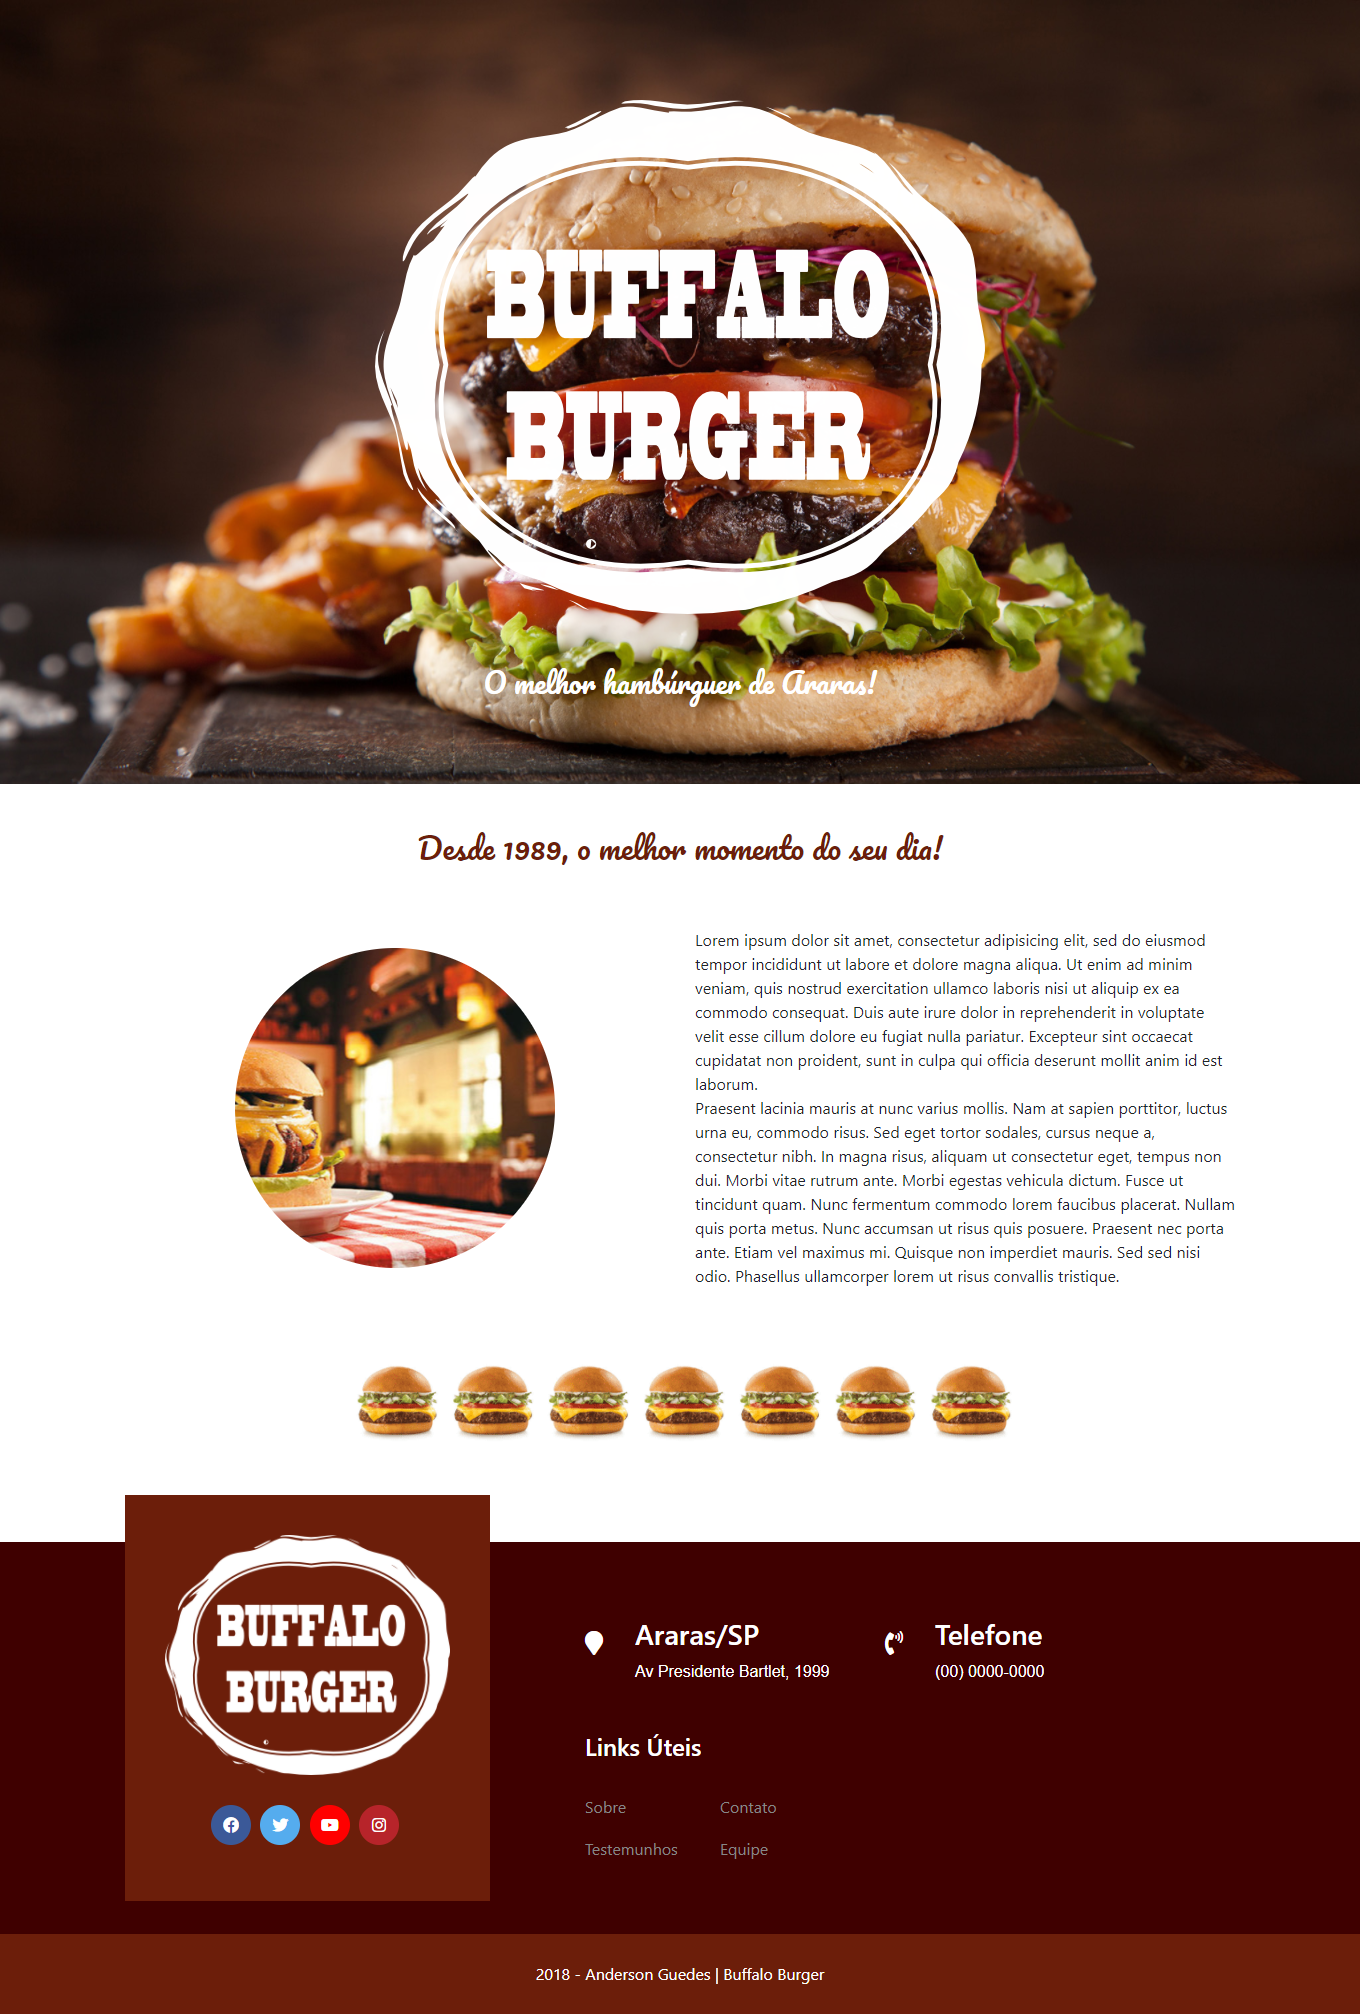 BUFFALO
BURGER
O melhor hambúrguer de Araras!
Desde 1989, o melhor momento do seu dia!
Lorem ipsum dolor sit amet, consectetur adipisicing elit, sed do eiusmod
tempor incididunt ut labore et dolore magna aliqua. Ut enim ad minim
veniam, quis nostrud exercitation ullamco laboris nisi ut aliquip ex ea
commodo consequat. Duis aute irure dolor in reprehenderit in voluptate
velit esse cillum dolore eu fugiat nulla pariatur. Excepteur sint occaecat
cupidatat non proident, sunt in culpa qui officia deserunt mollit anim id est
laborum.
Praesent lacinia mauris at nunc varius mollis. Nam at sapien porttitor, luctus
urna eu, commodo risus. Sed eget tortor sodales, cursus neque a,
consectetur nibh. In magna risus, aliquam ut consectetur eget, tempus non
dui. Morbi vitae rutrum ante. Morbi egestas vehicula dictum. Fusce ut
tincidunt quam. Nunc fermentum commodo lorem faucibus placerat. Nullam
quis porta metus. Nunc accumsan ut risus quis posuere. Praesent nec porta
ante. Etiam vel maximus mi. Quisque non imperdiet mauris. Sed sed nisi
odio. Phasellus ullamcorper lorem ut risus convallis tristique.
BUFFALO
BURGER
Araras/SP
Av Presidente Bartlet, 1999
Telefone
(00) 0000-0000
Links Úteis
Sobre
Contato
Testemunhos
Equipe
2018 - Anderson Guedes | Buffalo Burger